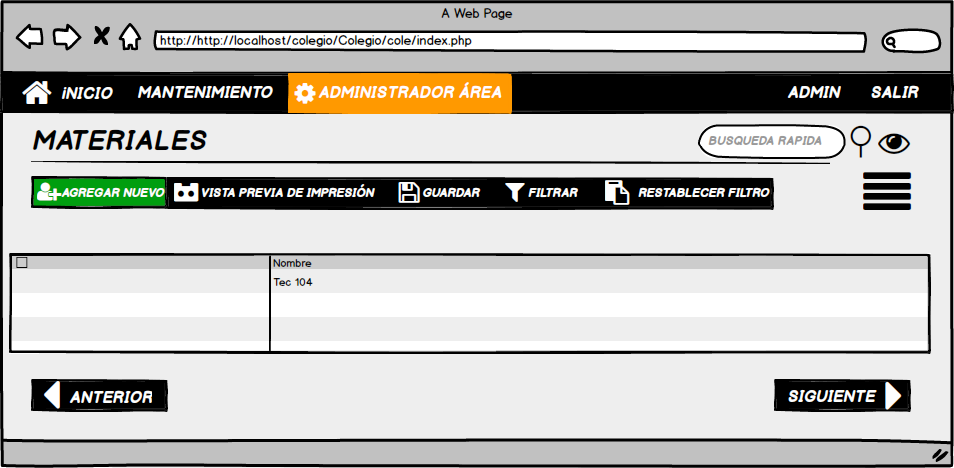 A Web Page
http://http://localhost/colegio/Colegio/cole/index.php
iNICIO MANTENIMIENTO ADMINISTRADOR ÁREA ADMIN SALIR
MATERIALES BUSQUEDA RAPIDA
AGREGAR NUEVO VISTA PREVIA DE IMPRESIÓN GUARDAR FILTRAR RESTABLECER FILTRO
Nombre
Tec 104
ANTERIOR SIGUIENTE